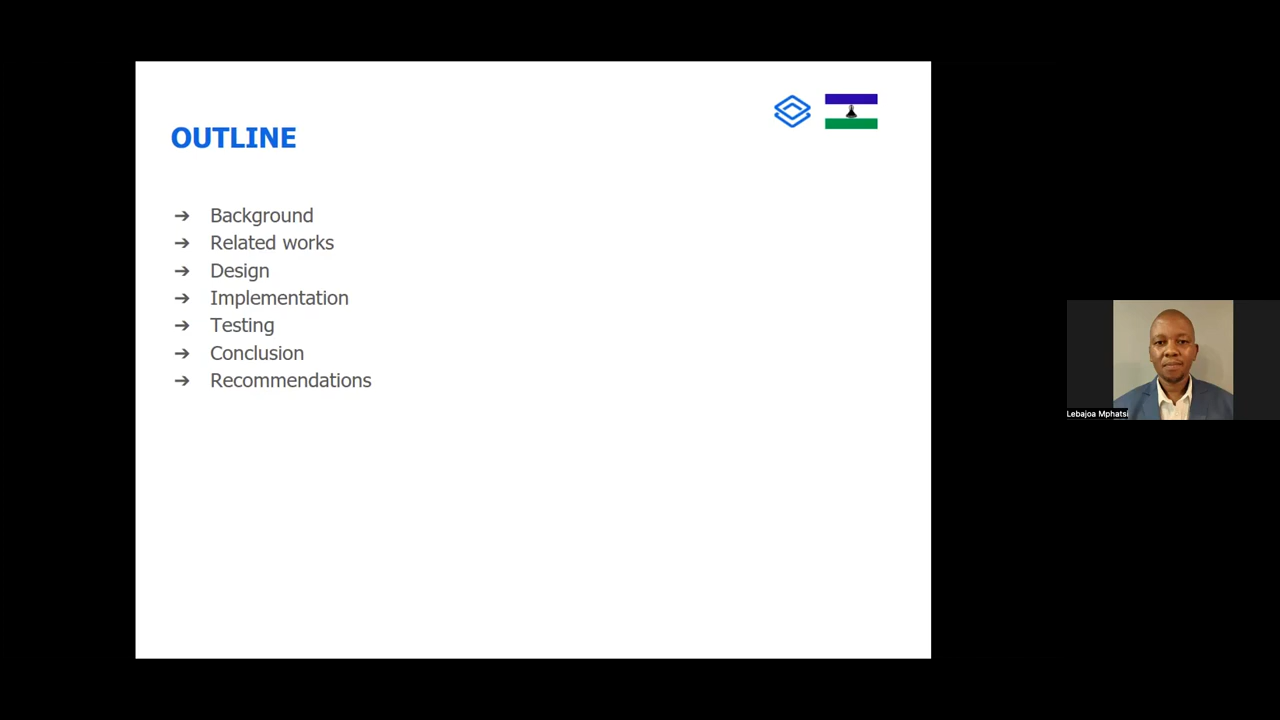 OUTLINE
➔ Background
➔ Related works
➔ Design
➔ Implementation
➔ Testing
➔ Conclusion
➔ Recommendations
Lebajoa Mphatsi